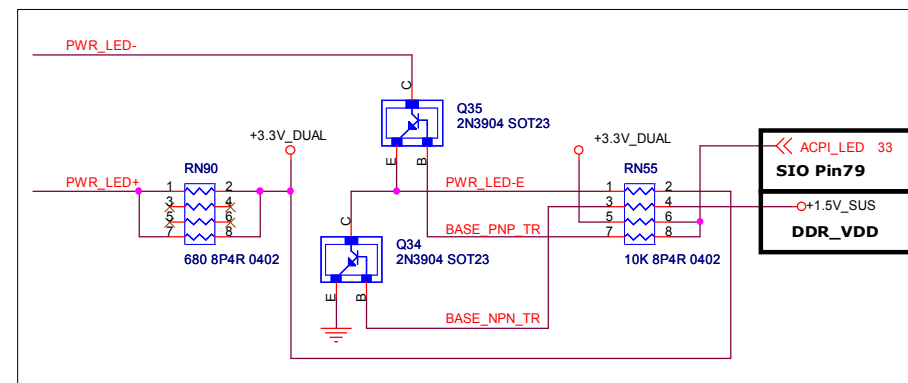 PWR_LED-
C
Q35
2N3904 SOT23
E
B
+3.3V_DUAL
+3.3V_DUAL
ACPI_LED 33
SIO Pin79
RN90
RN55
PWR_LED+
1 2
3 4
5 6
7 8
680 8P4R 0402
PWR_LED-E
1 2
3 4
5 6
7 8
10K 8P4R 0402
+1.5V_SUS
DDR_VDD
BASE_PNP_TR
C
Q34
2N3904 SOT23
E
B
BASE_NPN_TR